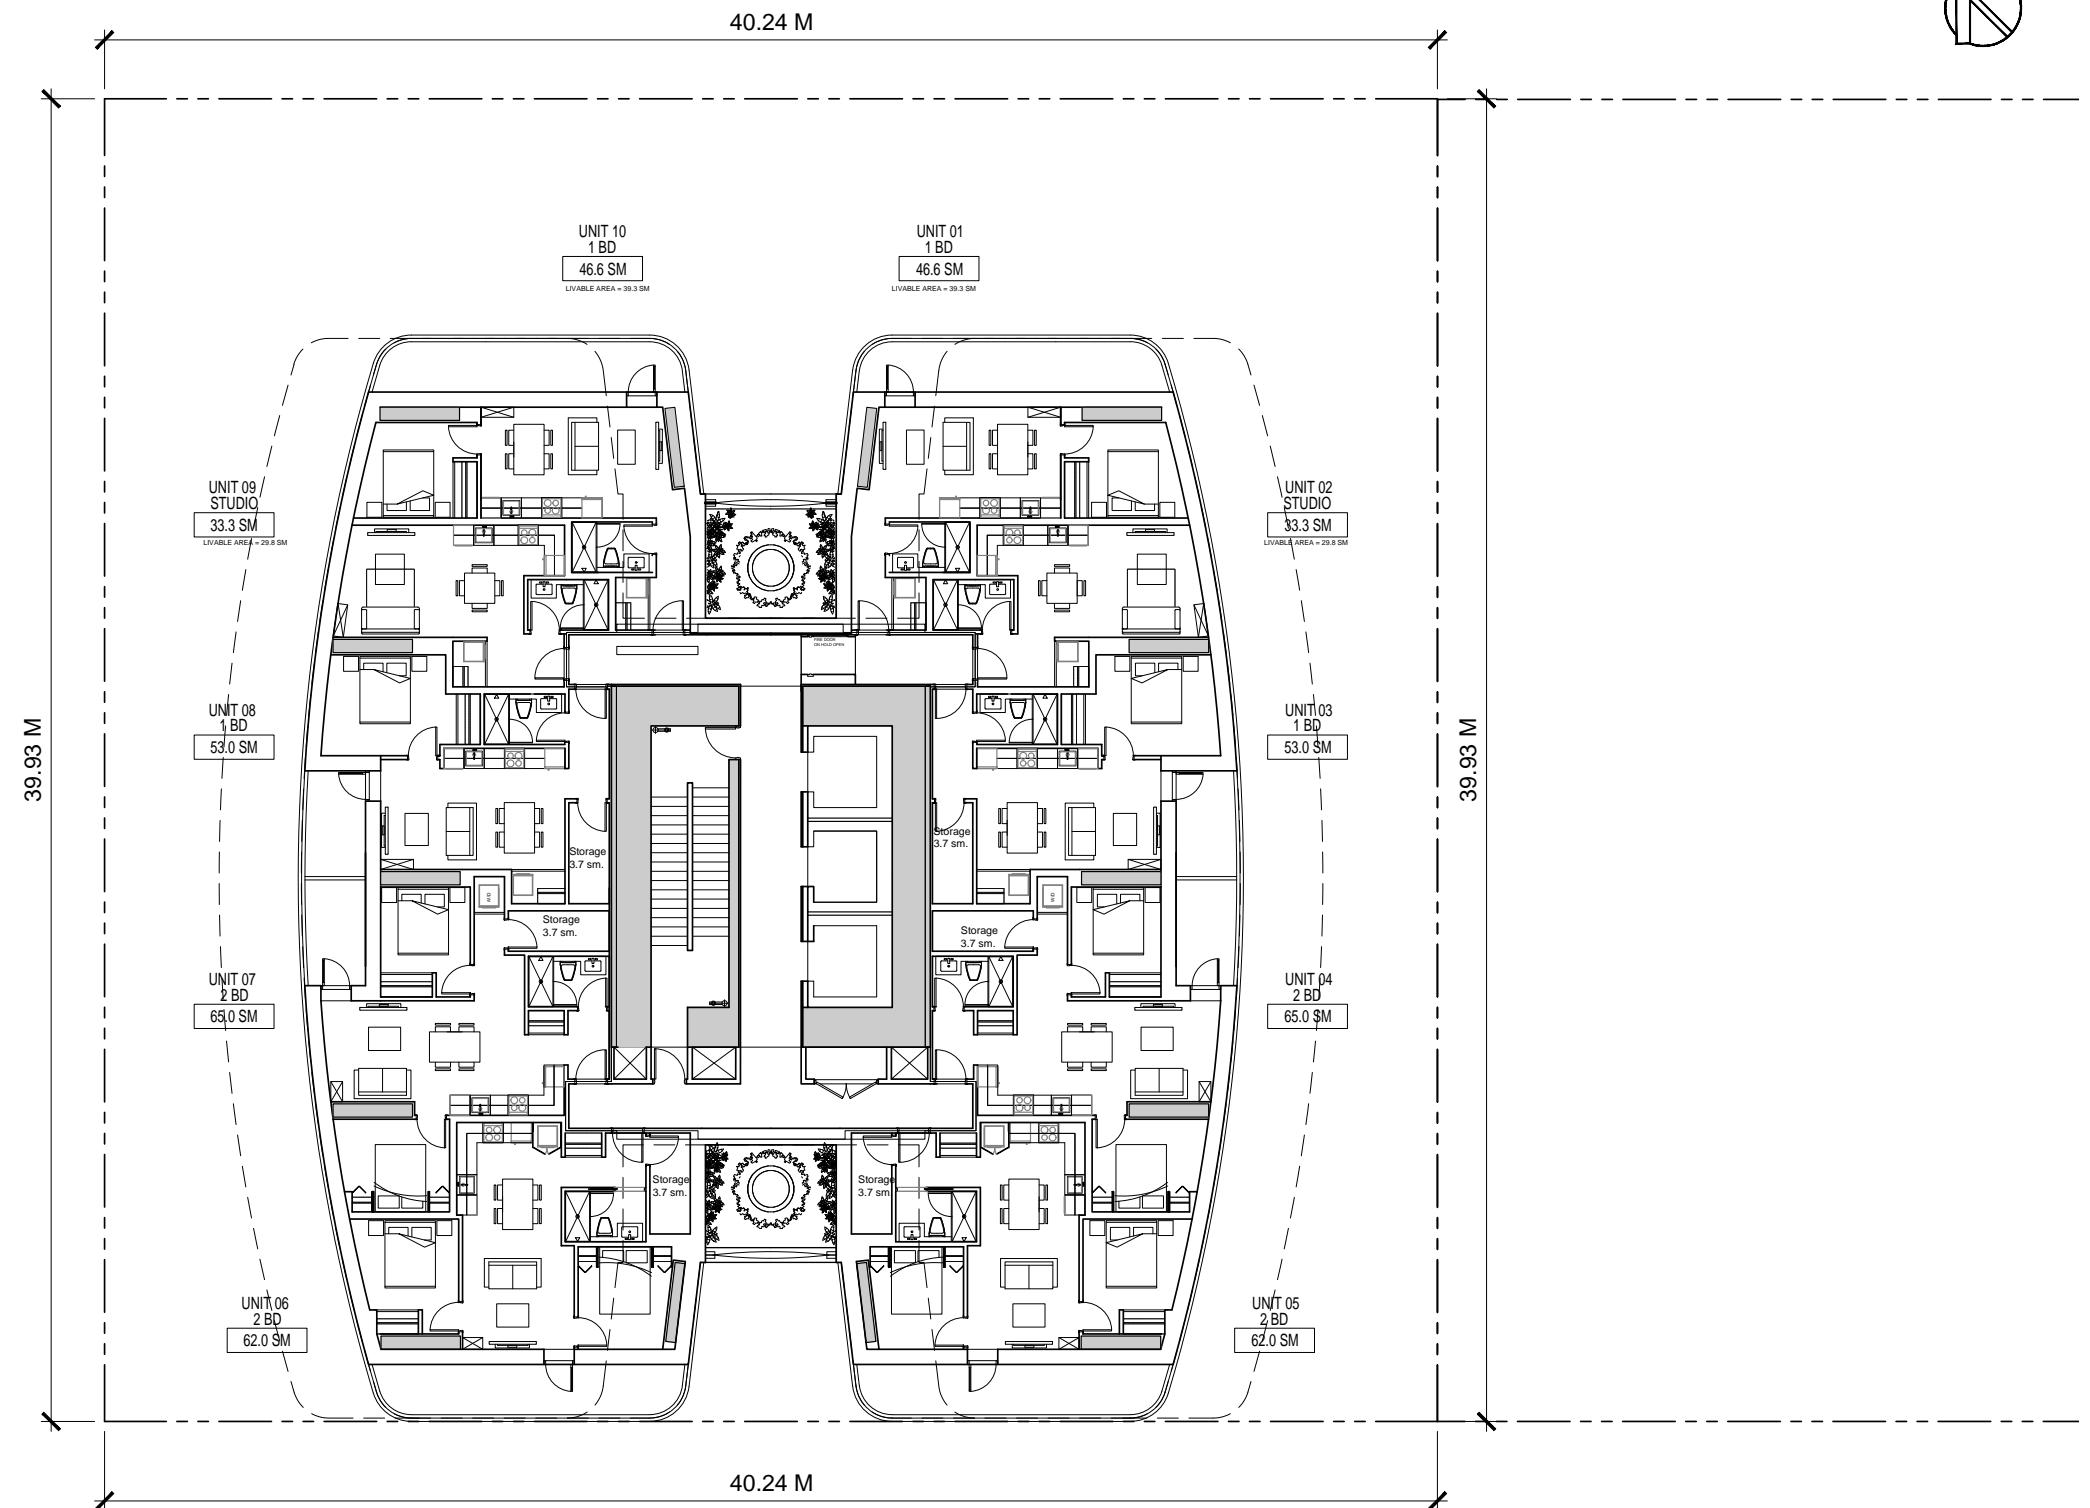 40.24 M
UNIT 10
1 BD
46.6 SM
LIVABLE AREA = 39.3 SM
UNIT 01
1 BD
46.6 SM
LIVABLE AREA = 39.3 SM
UNIT 09
STUDIO
33.3 SM
LIVABLE AREA = 29.8 SM
UNIT 02
STUDIO
33.3 SM
LIVABLE AREA = 29.8 SM
FIRE DOOR
ON HOLD OPEN
UNIT 08
1 BD
53.0 SM
UNIT 03
1 BD
53.0 SM
39.93 M
39.93 M
Storage
3.7 sm.
Storage
3.7 sm.
W/D
W/D
Storage
3.7 sm.
Storage
3.7 sm.
UNIT 07
2 BD
65.0 SM
UNIT 04
2 BD
65.0 SM
Storage
3.7 sm.
Storage
3.7 sm.
UNIT 06
2 BD
62.0 SM
UNIT 05
2 BD
62.0 SM
40.24 M